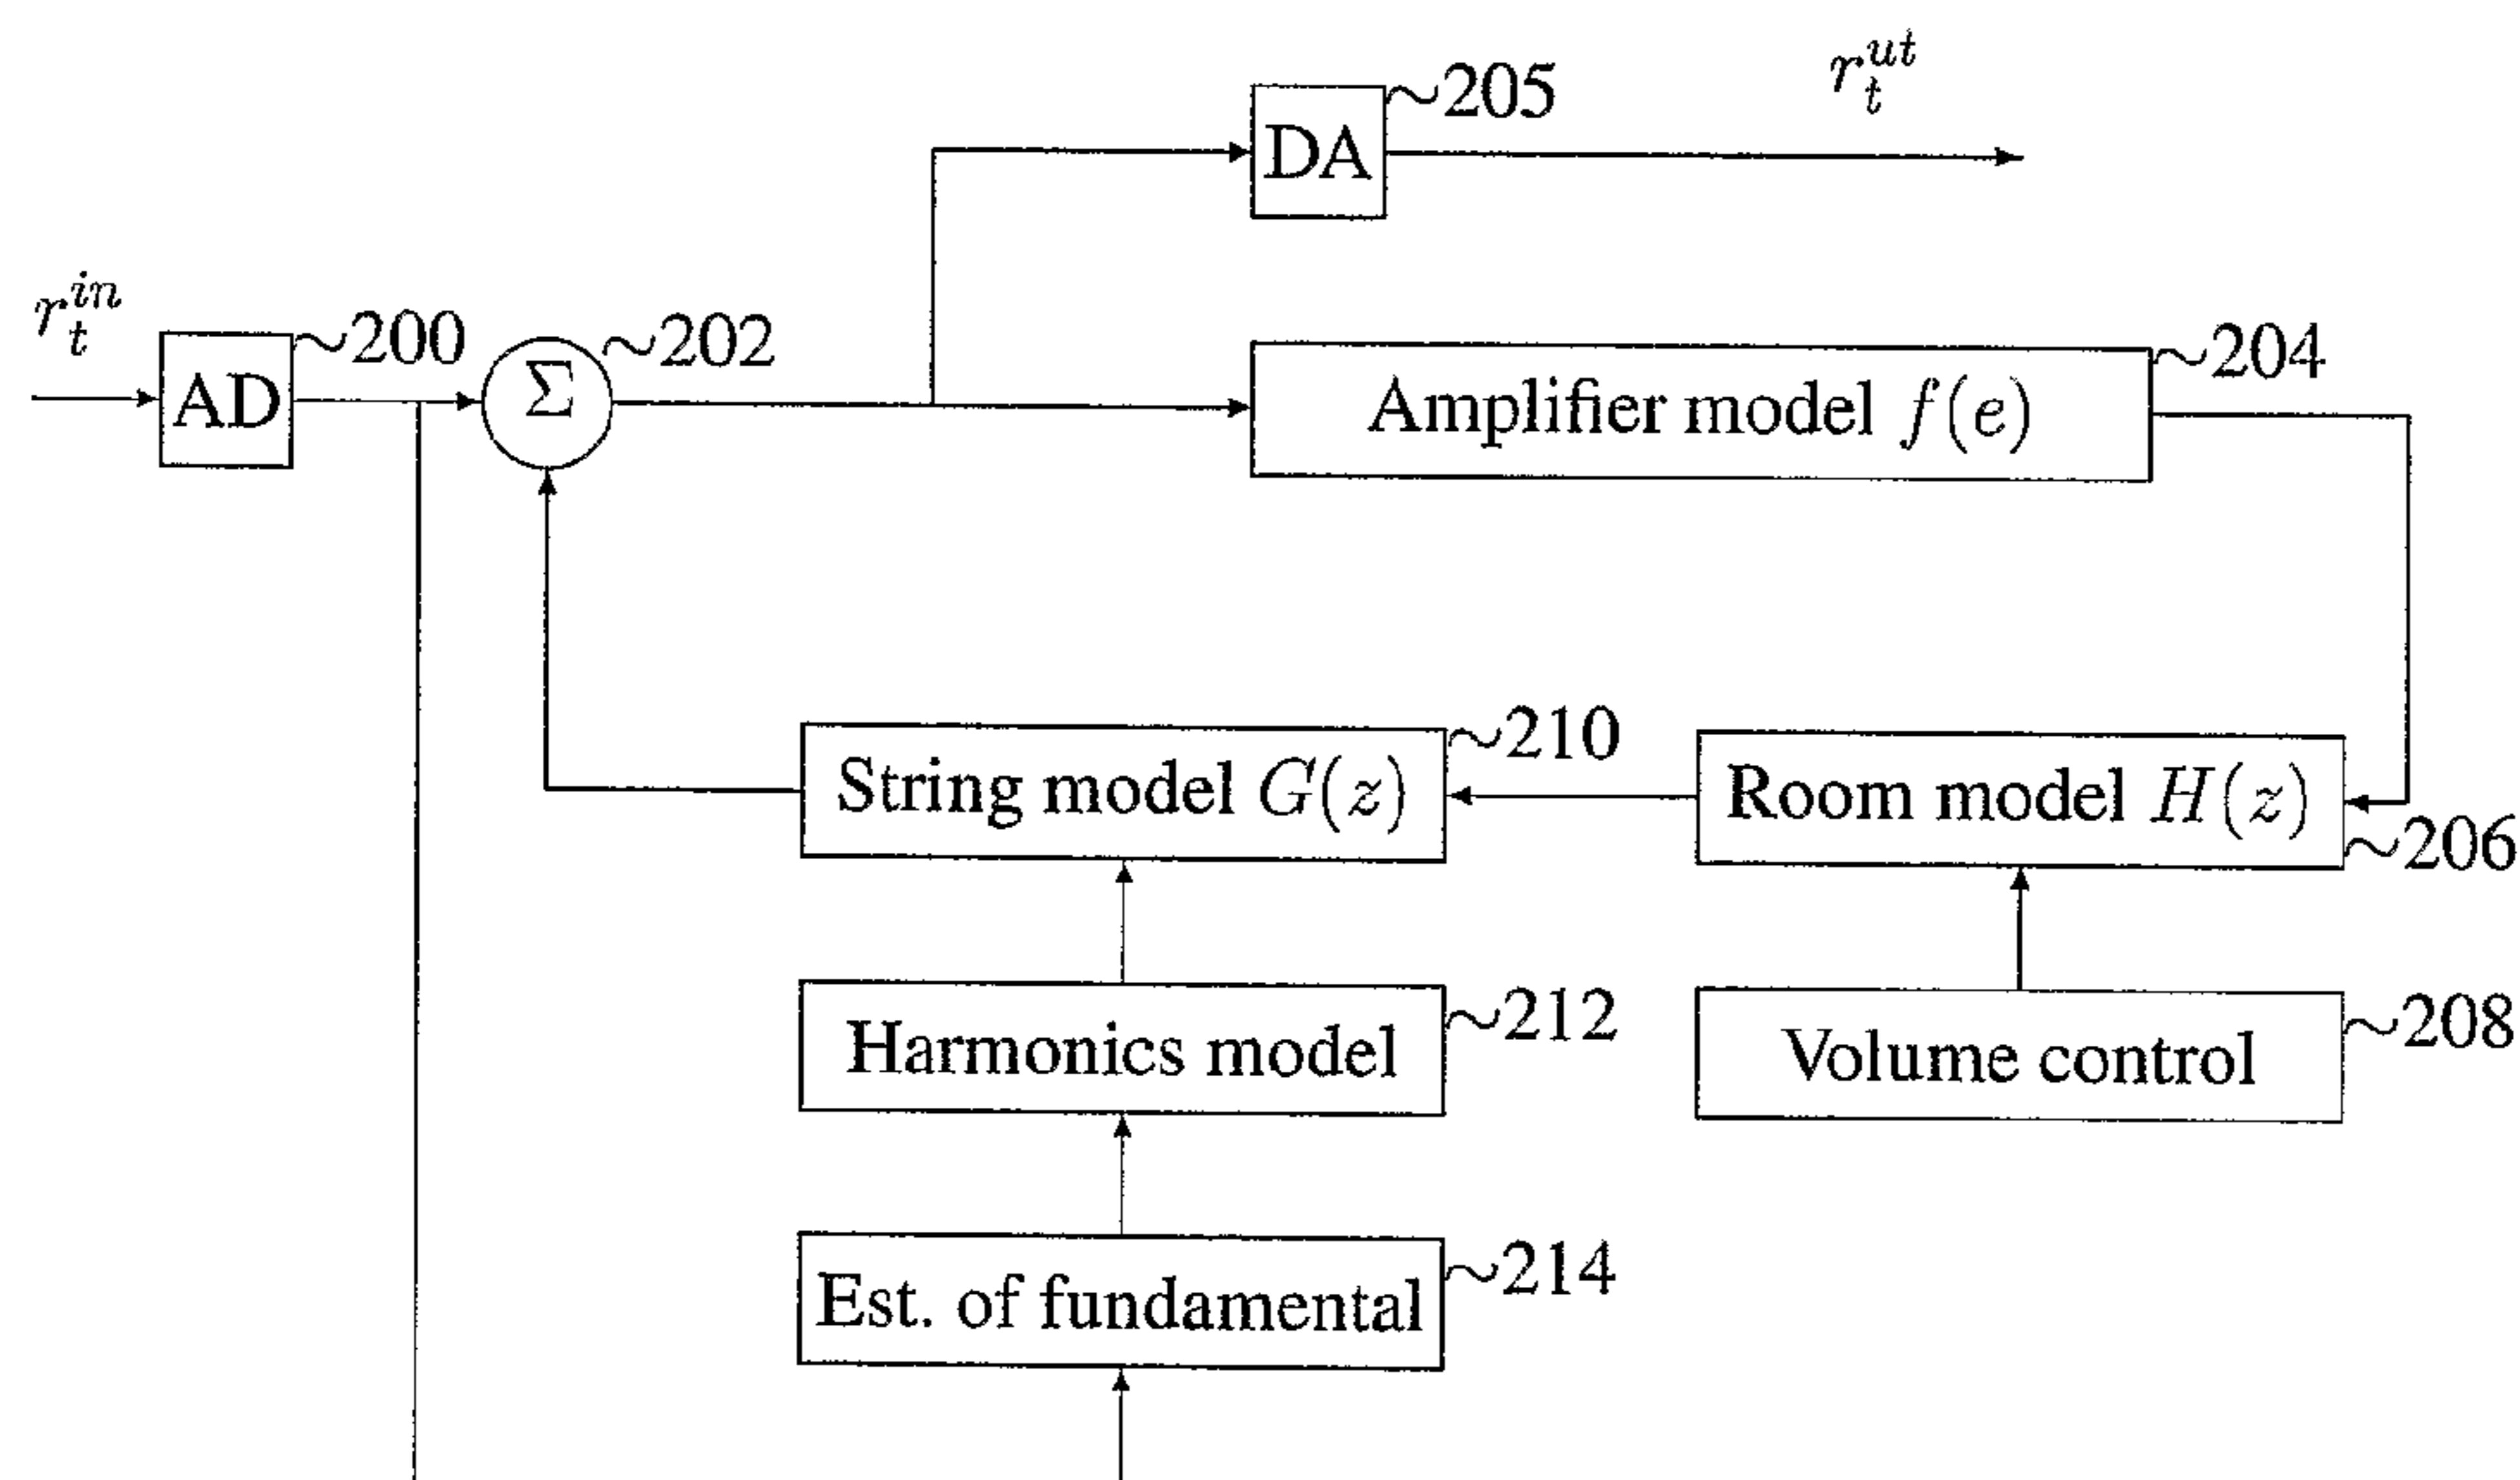 205
r_t^{ut}
DA
r_t^{in}
200
202
204
AD
Σ
Amplifier model f(e)
210
String model G(z)
Room model H(z)
206
212
208
Harmonics model
Volume control
214
Est. of fundamental